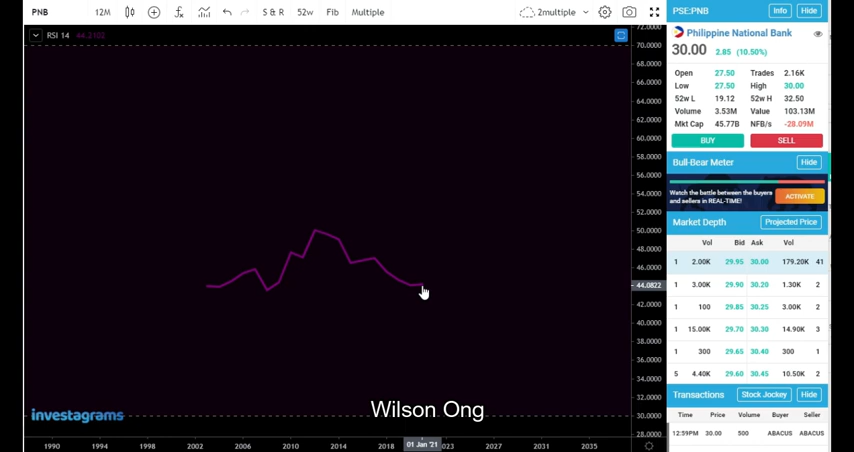 PNB 12M S & R 52w Fib Multiple 2multiple
RSI 14 44.3102
72.0000
70.0000
68.0000
66.0000
64.0000
62.0000
60.0000
58.0000
56.0000
54.0000
52.0000
50.0000
48.0000
46.0000
44.0822
42.0000
40.0000
38.0000
36.0000
34.0000
32.0000
30.0000
28.0000
investagrams
Wilson Ong
1990 1994 1998 2002 2006 2010 2014 2018 01 Jan '21 023 2027 2031 2035
PSE:PNB Info Hide
Philippine National Bank
30.00 2.85 (10.50%)
Open 27.50 Trades 2.16K
Low 27.50 High 30.00
52w L 19.12 52w H 32.50
Volume 3.53M Value 103.13M
Mkt Cap 45.77B NFB/s -28.09M
BUY SELL
Bull-Bear Meter Hide
Watch the battle between the buyers
and sellers in REAL-TIME! ACTIVATE
Market Depth Projected Price
Vol Bid Ask Vol
1 2.00K 29.95 30.00 179.20K 41
1 3.00K 29.90 30.20 1.30K 2
1 100 29.85 30.25 3.00K 2
1 15.00K 29.70 30.30 14.90K 3
1 300 29.65 30.40 300 1
5 4.40K 29.60 30.45 10.50K 2
Transactions Stock Jockey Hide
Time Price Volume Buyer Seller
12:59PM 30.00 500 ABACUS ABACUS